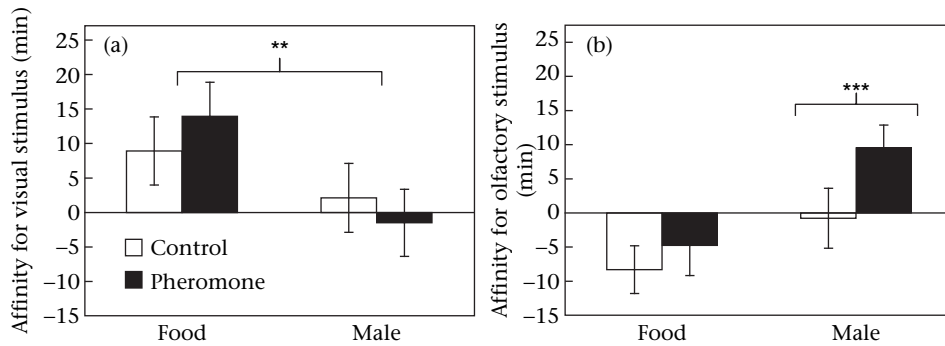 Affinity for visual stimulus (min)
25
20
15
10
5
0
−5
−10
−15
(a)
**
Control
Pheromone
Food
Male
Affinity for olfactory stimulus
(min)
25
20
15
10
5
0
−5
−10
−15
(b)
***
Food
Male